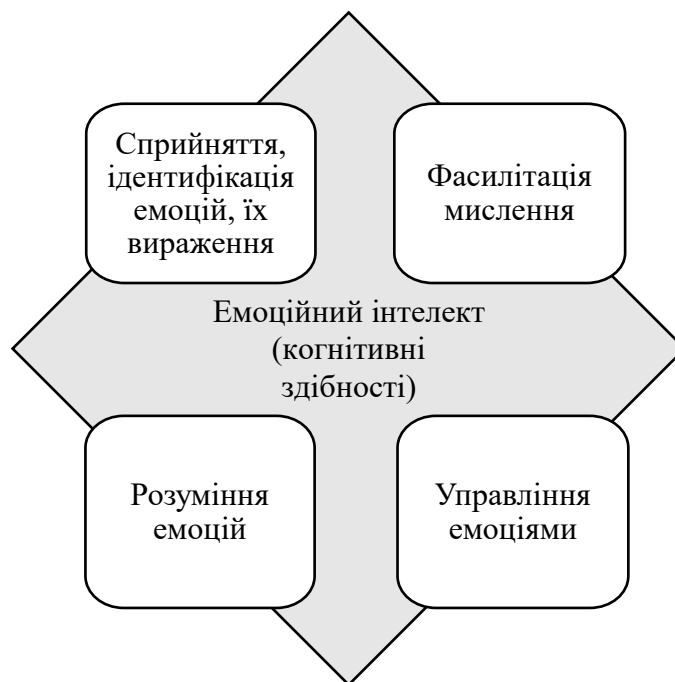 Сприйняття,
ідентифікація
емоцій, їх
вираження
Фасилітація
мислення
Емоційний інтелект
(когнітивні
здібності)
Розуміння
емоцій
Управління
емоціями